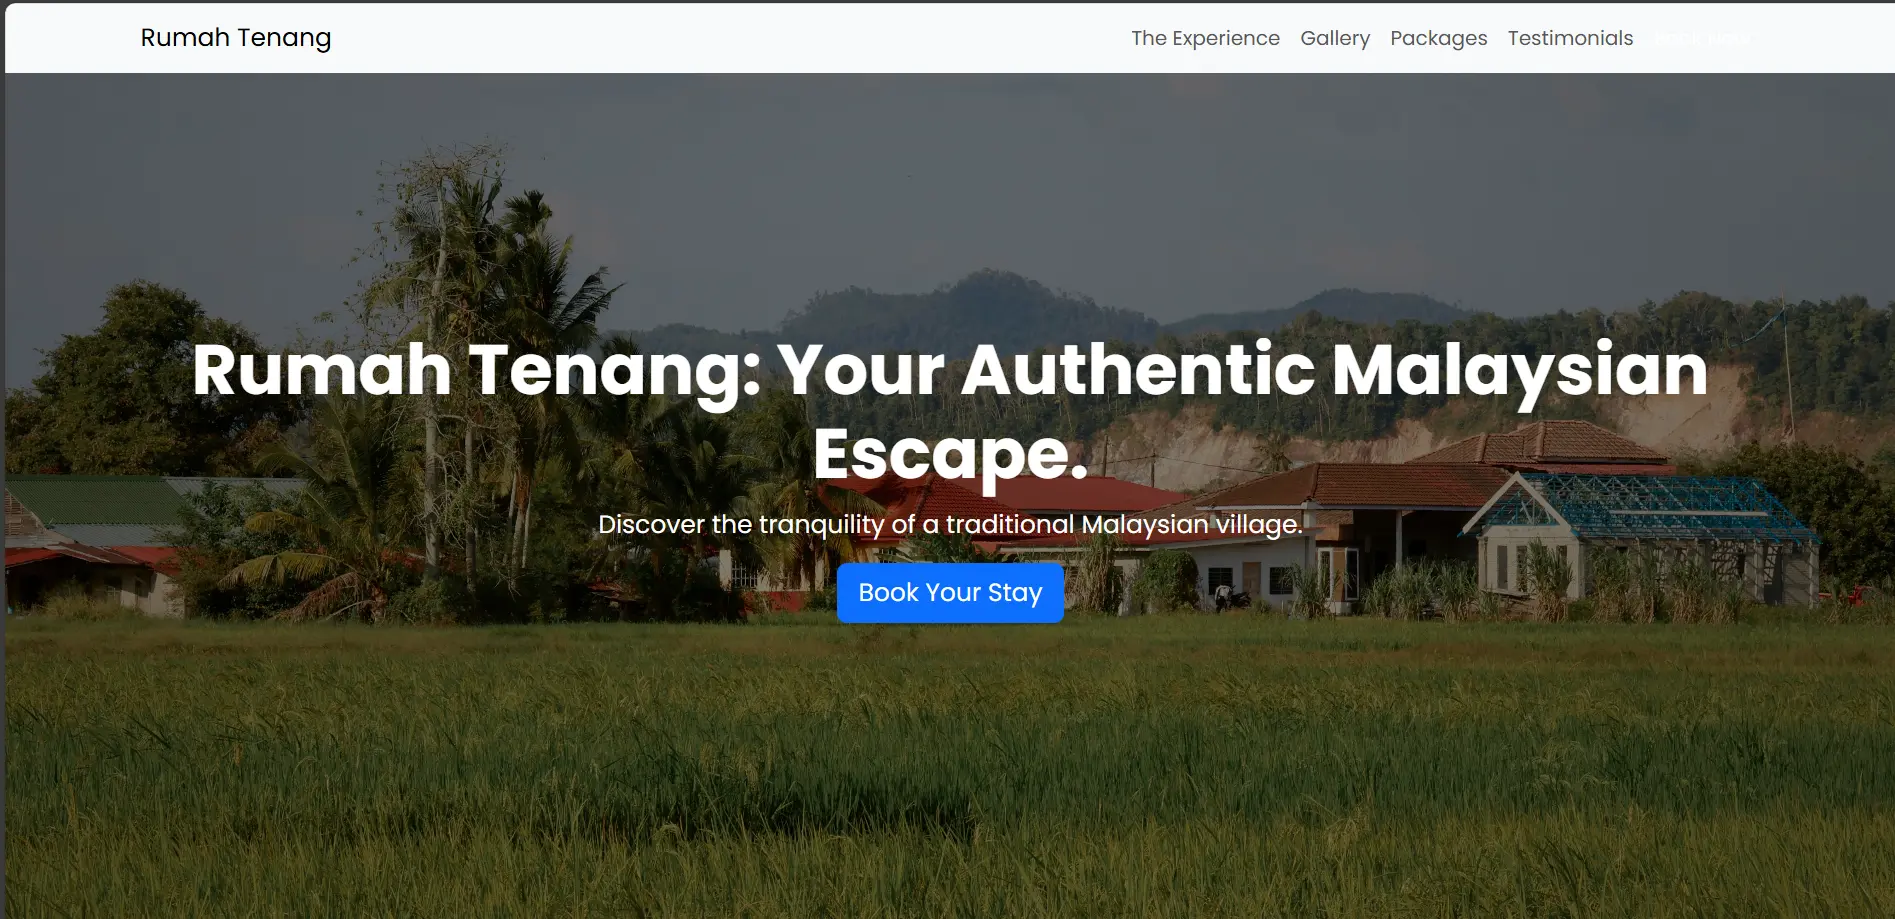 Rumah Tenang
The Experience Gallery Packages Testimonials
Rumah Tenang: Your Authentic Malaysian
Escape.
Discover the tranquility of a traditional Malaysian village.
Book Your Stay